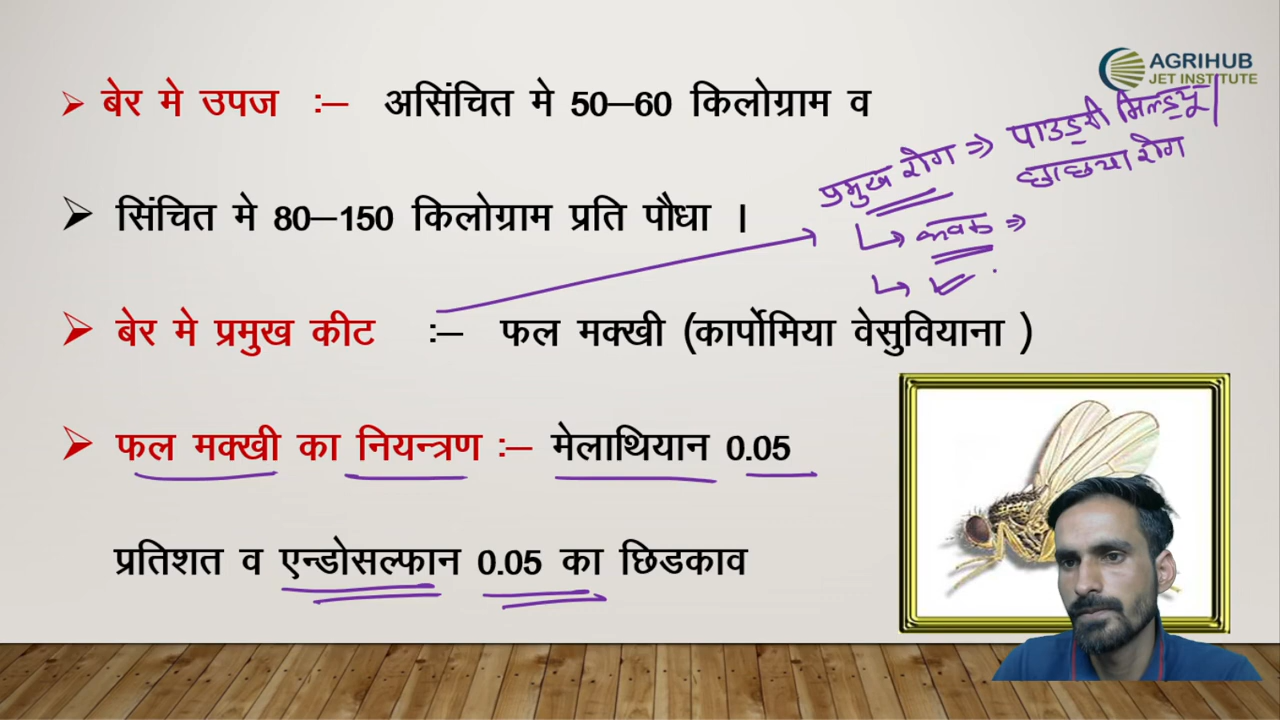 AGRIHUB
JET INSTITUTE
बेर मे उपज :– असिंचित मे 50–60 किलोग्राम व
सिंचित मे 80–150 किलोग्राम प्रति पौधा ।
प्रमुख रोग ⇒ पाउडरी मिल्ड्यू
छाछया रोग
कवक ⇒
बेर मे प्रमुख कीट :– फल मक्खी (कार्पोमिया वेसुवियाना )
फल मक्खी का नियन्त्रण :– मेलाथियान 0.05
प्रतिशत व एन्डोसल्फान 0.05 का छिडकाव